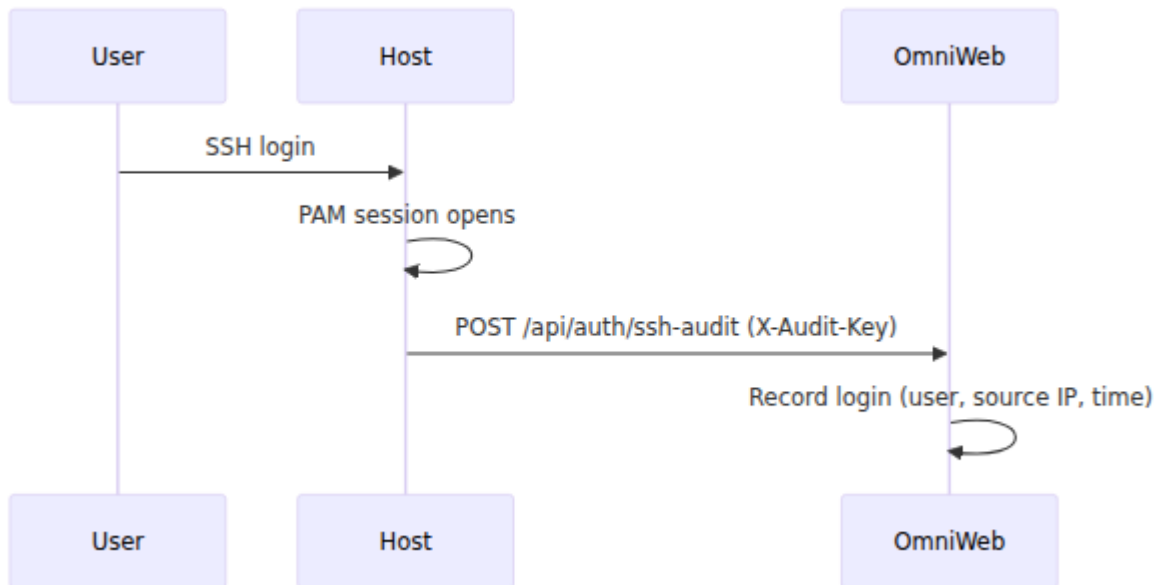 User
Host
OmniWeb
SSH login
PAM session opens
POST /api/auth/ssh-audit (X-Audit-Key)
Record login (user, source IP, time)
User
Host
OmniWeb